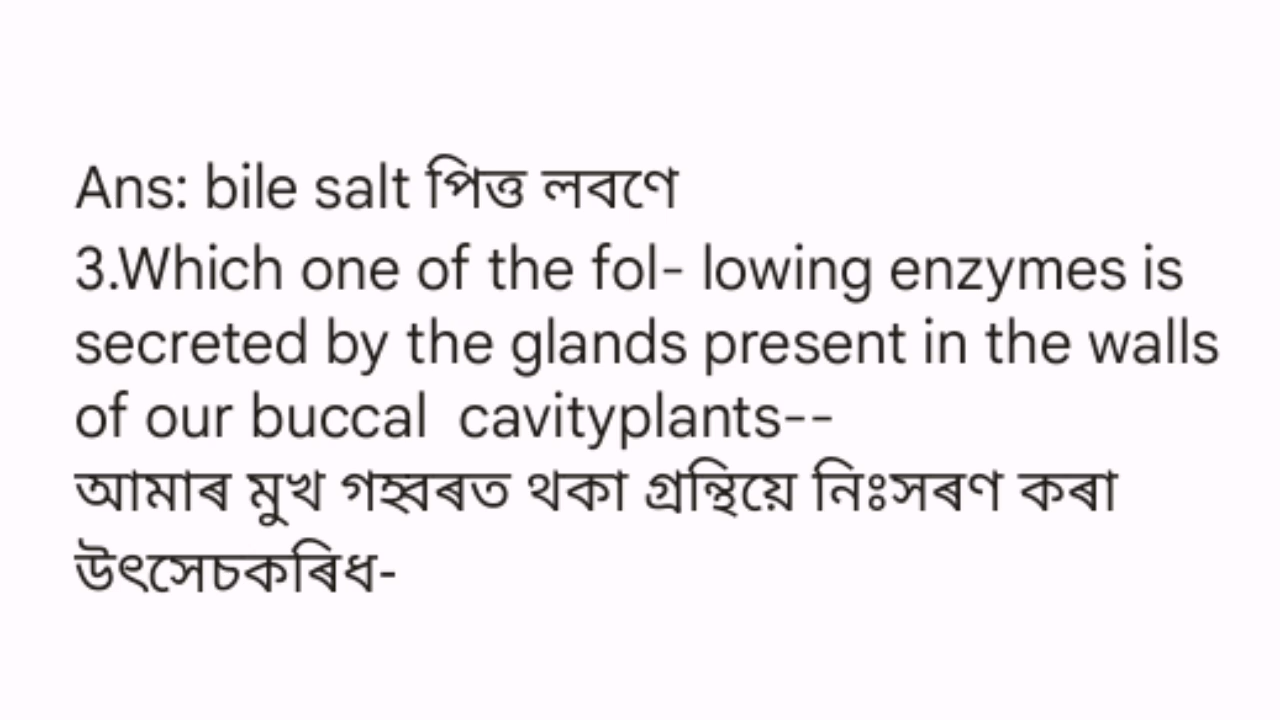 Ans: bile salt পিত্ত লবণে
3.Which one of the fol- lowing enzymes is
secreted by the glands present in the walls
of our buccal  cavityplants--
আমাৰ মুখ গহ্বৰত থকা গ্ৰন্থিয়ে নিঃসৰণ কৰা
উৎসেচকৰিধ-